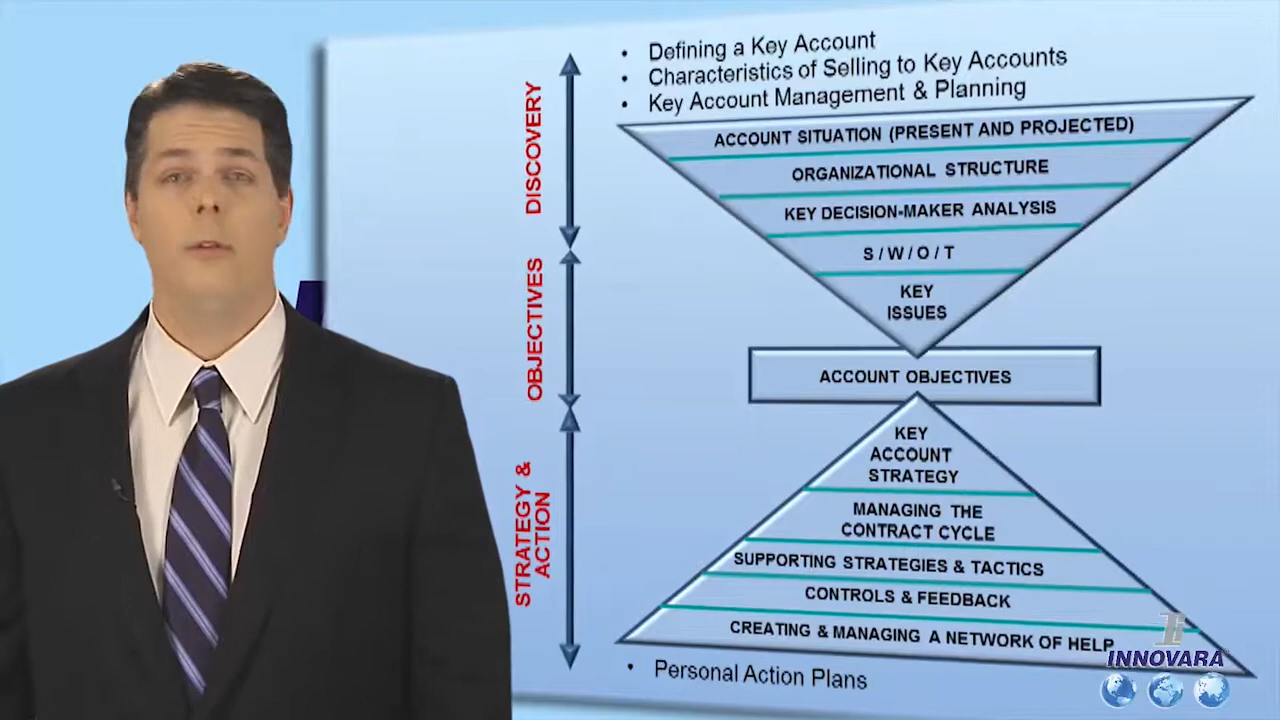 • Defining a Key Account
• Characteristics of Selling to Key Accounts
• Key Account Management & Planning
DISCOVERY
ACCOUNT SITUATION (PRESENT AND PROJECTED)
ORGANIZATIONAL STRUCTURE
KEY DECISION-MAKER ANALYSIS
S / W / O / T
KEY
ISSUES
OBJECTIVES
ACCOUNT OBJECTIVES
STRATEGY &
ACTION
KEY
ACCOUNT
STRATEGY
MANAGING THE
CONTRACT CYCLE
SUPPORTING STRATEGIES & TACTICS
CONTROLS & FEEDBACK
CREATING & MANAGING A NETWORK OF HELP
• Personal Action Plans
INNOVARA